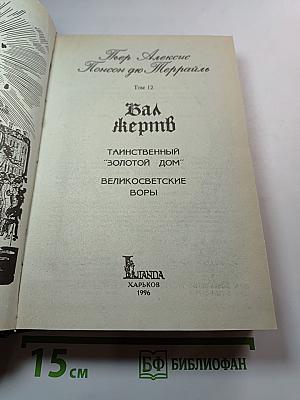 Пьер Алексис
Понсон дю Террайль
Том 12
Бал
жертв
ТАИНСТВЕННЫЙ
"ЗОЛОТОЙ ДОМ"
ВЕЛИКОСВЕТСКИЕ
ВОРЫ
ХАРЬКОВ
1996
15 см
БФ БИБЛИОФАН